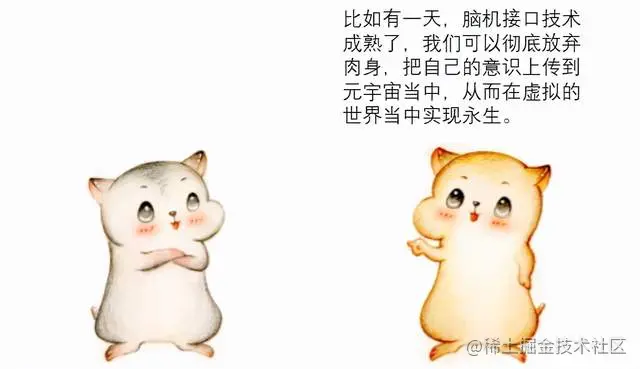 比如有一天，脑机接口技术
成熟了，我们可以彻底放弃
肉身，把自己的意识上传到
元宇宙当中，从而在虚拟的
世界当中实现永生。
@稀土掘金技术社区